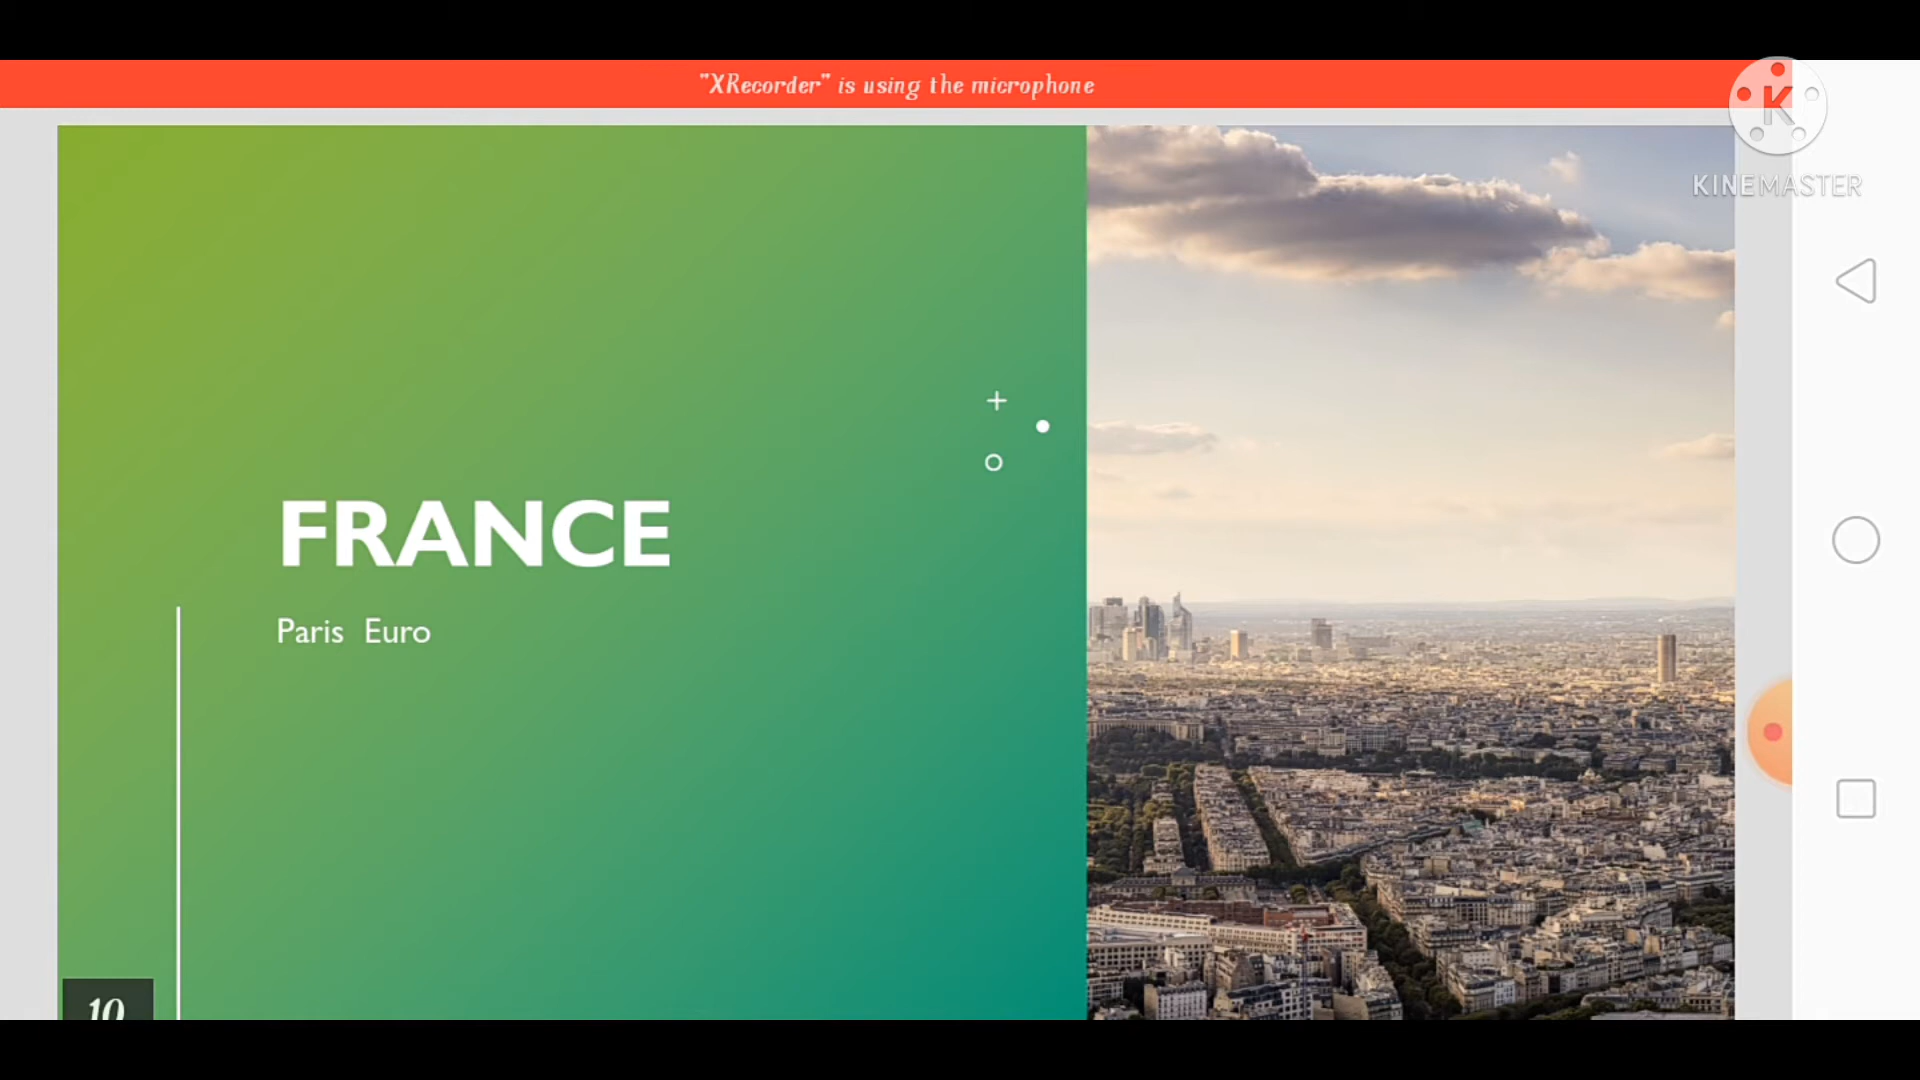 "XRecorder" is using the microphone
K
KINEMASTER
FRANCE
Paris Euro
10